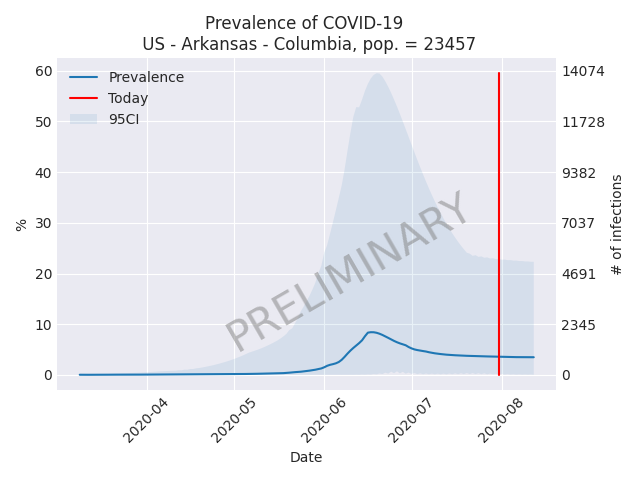 Prevalence of COVID-19
US - Arkansas - Columbia, pop. = 23457
Prevalence
Today
95CI
60
50
40
30
20
10
0
%
14074
11728
9382
7037
4691
2345
0
# of infections
PRELIMINARY
2020-04
2020-05
2020-06
2020-07
2020-08
Date